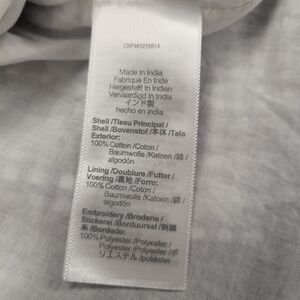 CKP461210514
Made In India
Fabriqué En Inde
Hergestellt In Indien
Vervaardigd In India
インド製
hecho en india
Shell /Tissu Principal /
Shell /Bovenstof /本体 /Tela
Exterior:
100% Cotton /Coton /
Baumwolle /Katoen /綿 /
algodón
Lining /Doublure /Futter /
Voering /裏地 /Forro:
100% Cotton /Coton /
Baumwolle /Katoen /綿 /
algodón
Embroidery /Broderie /
Stickerei /Borduursel /刺繍
糸 /Bordado:
100% Polyester /Polyester /
Polyester /Polyester /ポ
リエステル /poliéster